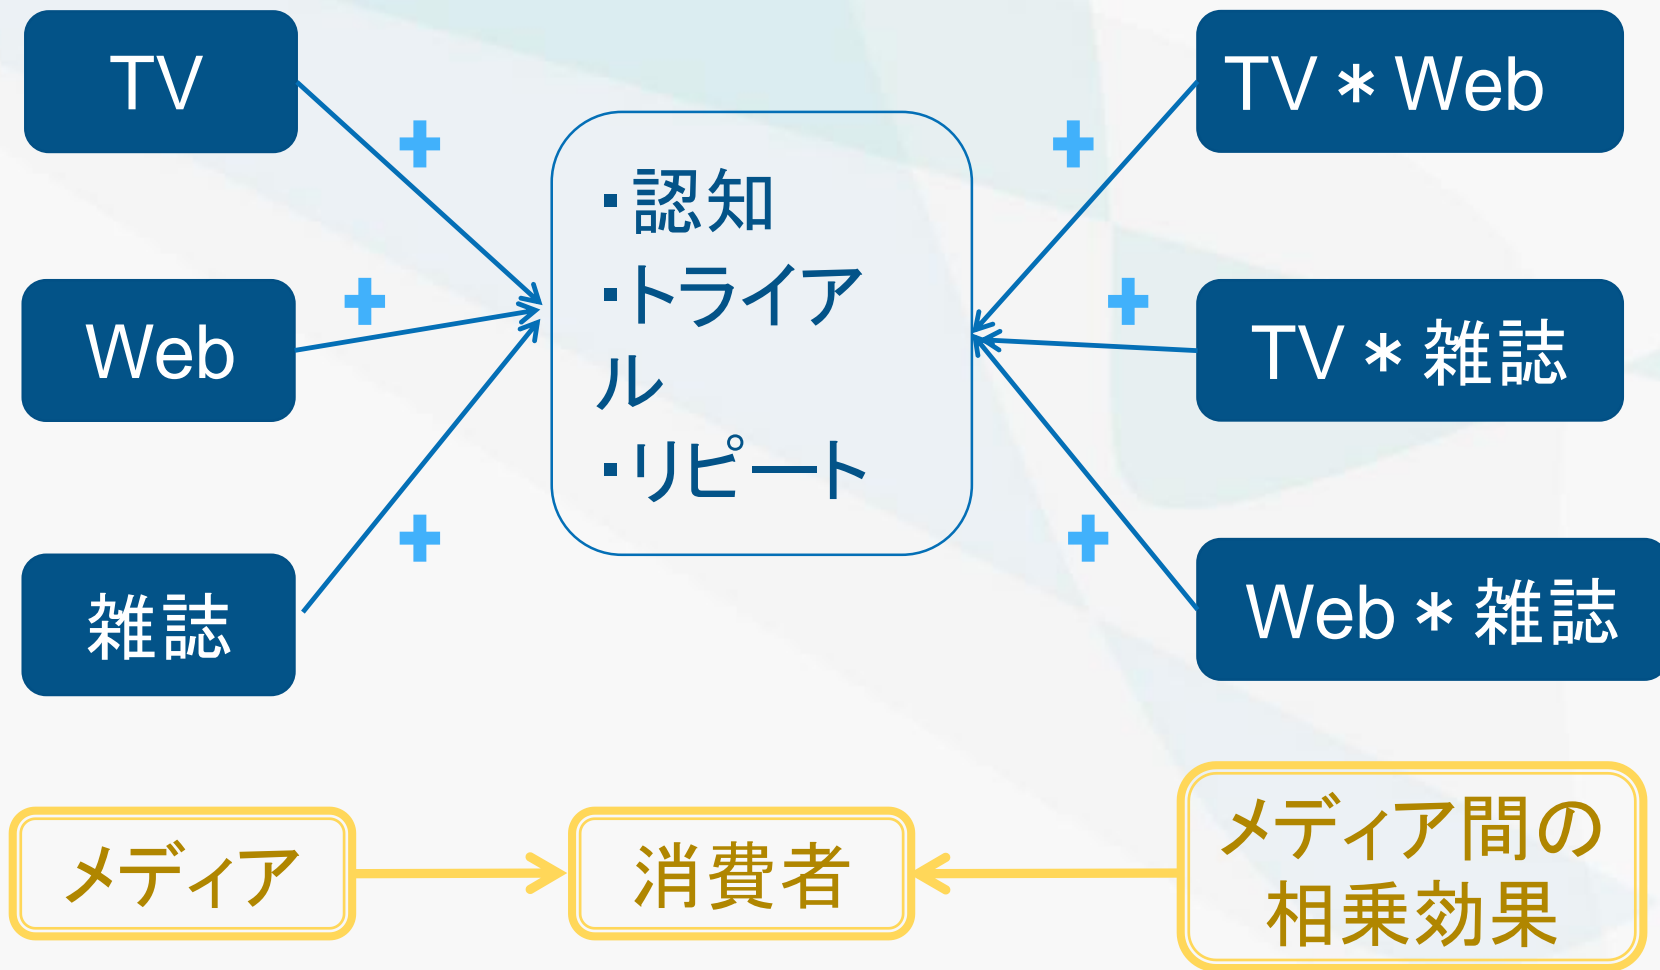 TV
Web
雑誌
・認知
・トライア
ル
・リピート
TV＊Web
TV＊雑誌
Web＊雑誌
メディア
消費者
メディア間の
相乗効果